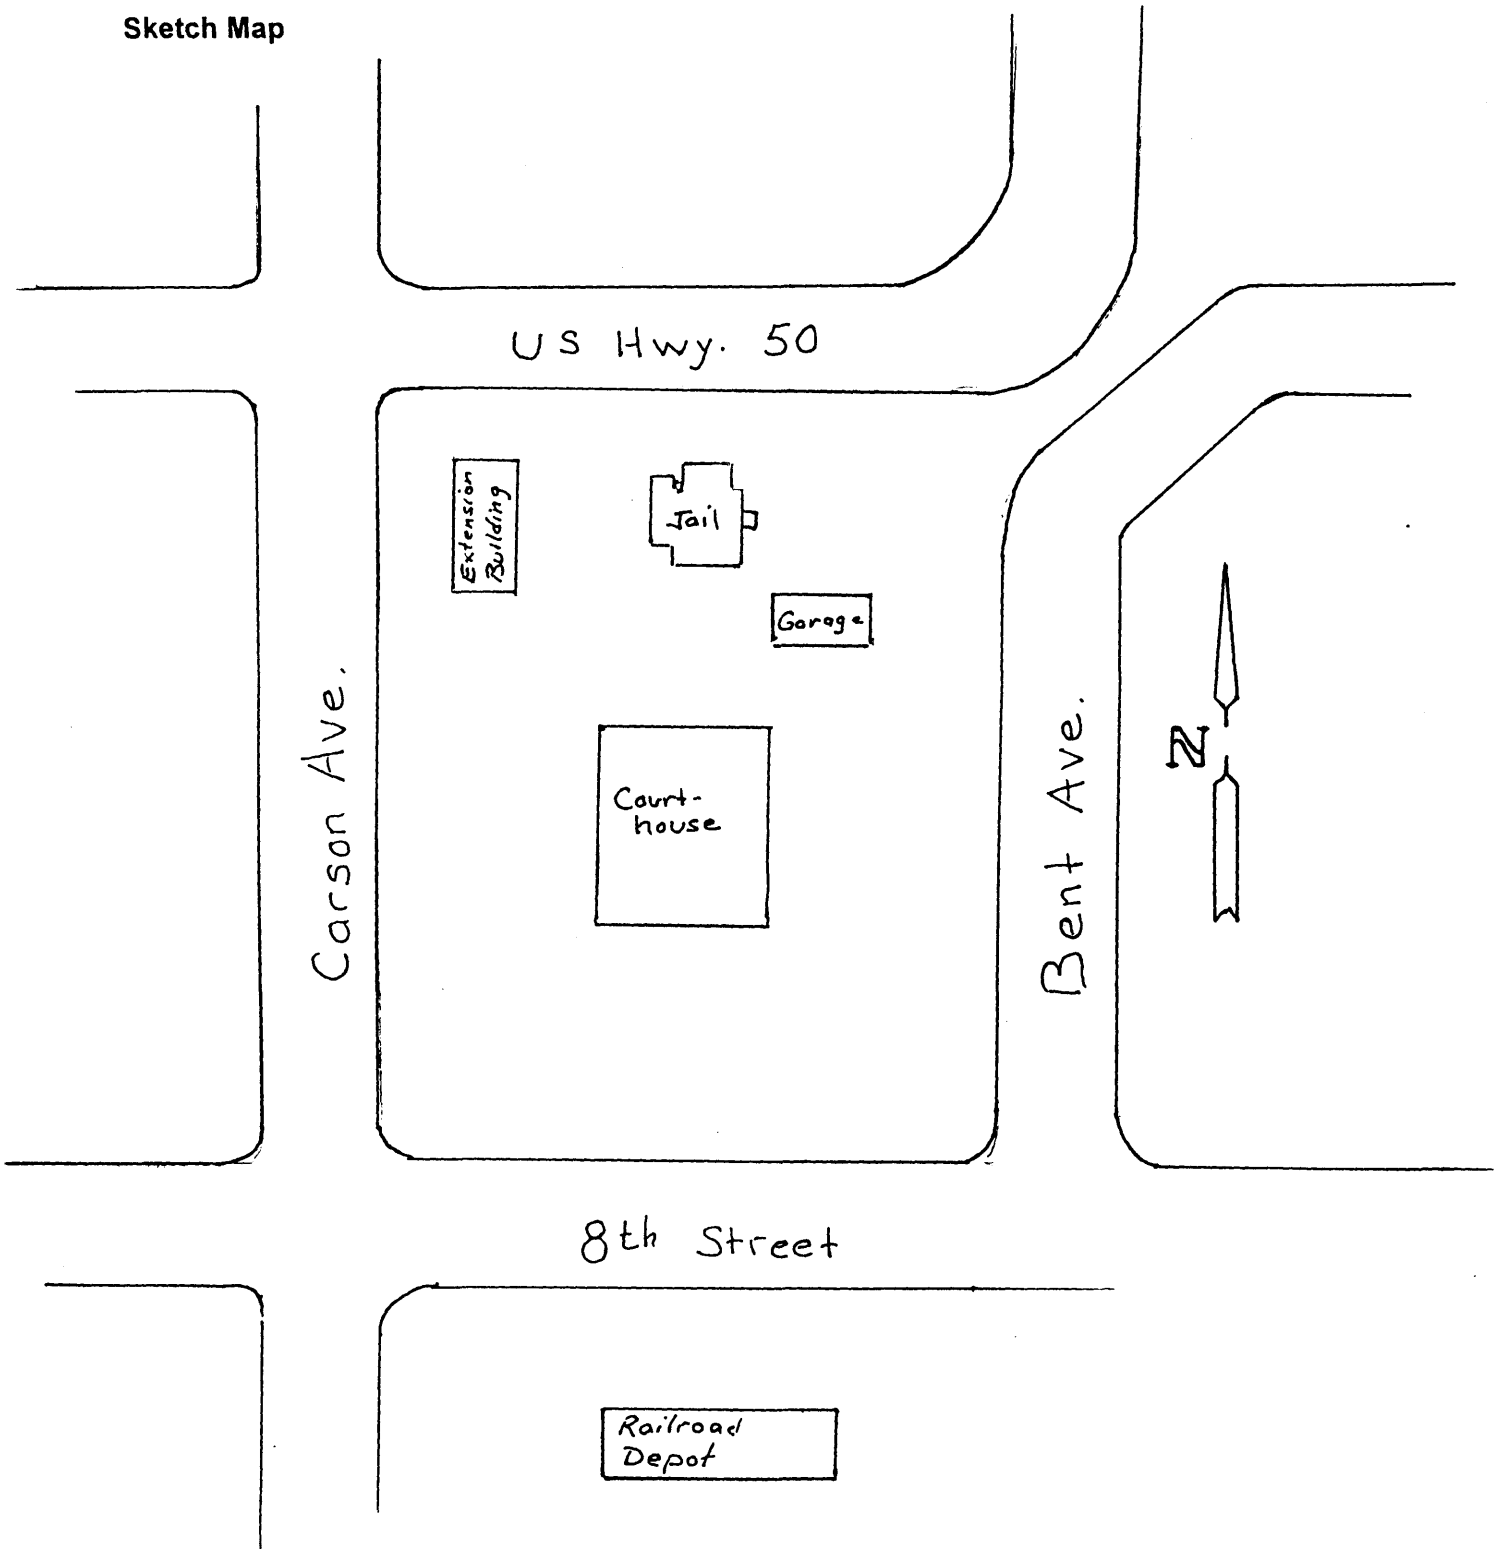 Sketch Map
US Hwy. 50
Extension
Building
Jail
Garage
Carson Ave.
Court-
house
Bent Ave.
N
8th Street
Railroad
Depot